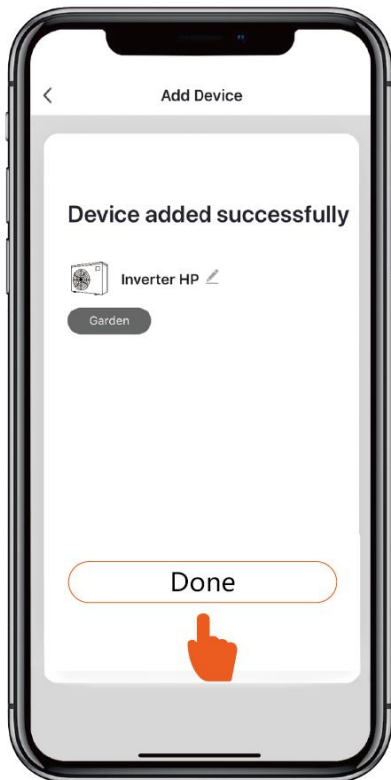 Add Device
Device added successfully
Inverter HP
Garden
Done